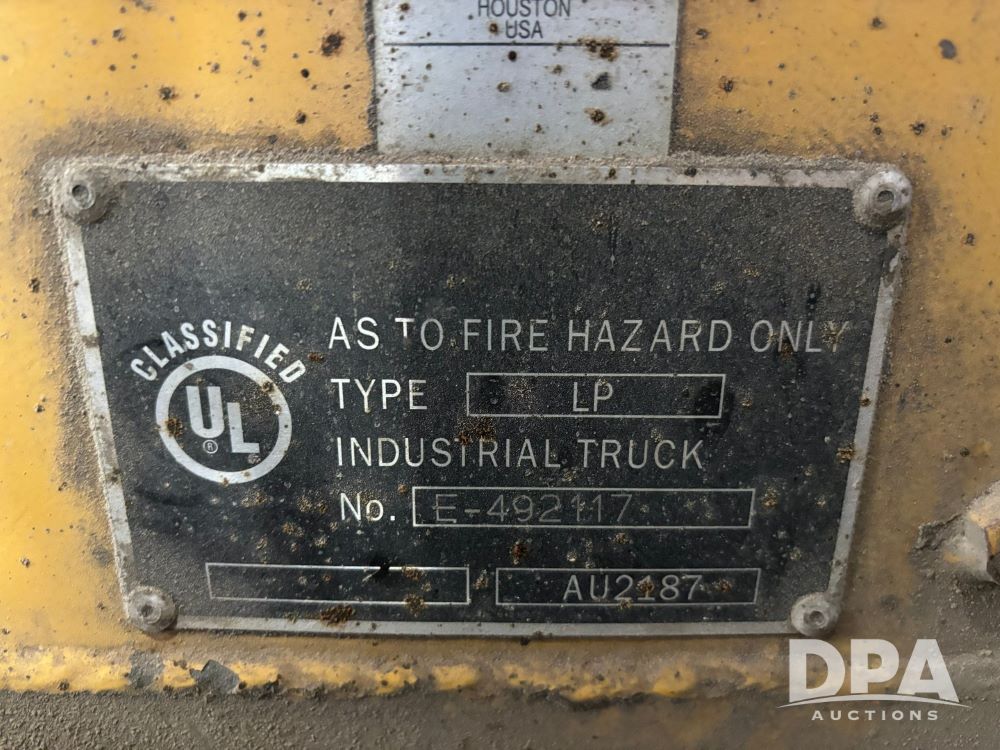 HOUSTON
USA
CLASSIFIED
UL
®
AS TO FIRE HAZARD ONLY
TYPE LP
INDUSTRIAL TRUCK
No. E-492117
AU2187
DPA
AUCTIONS